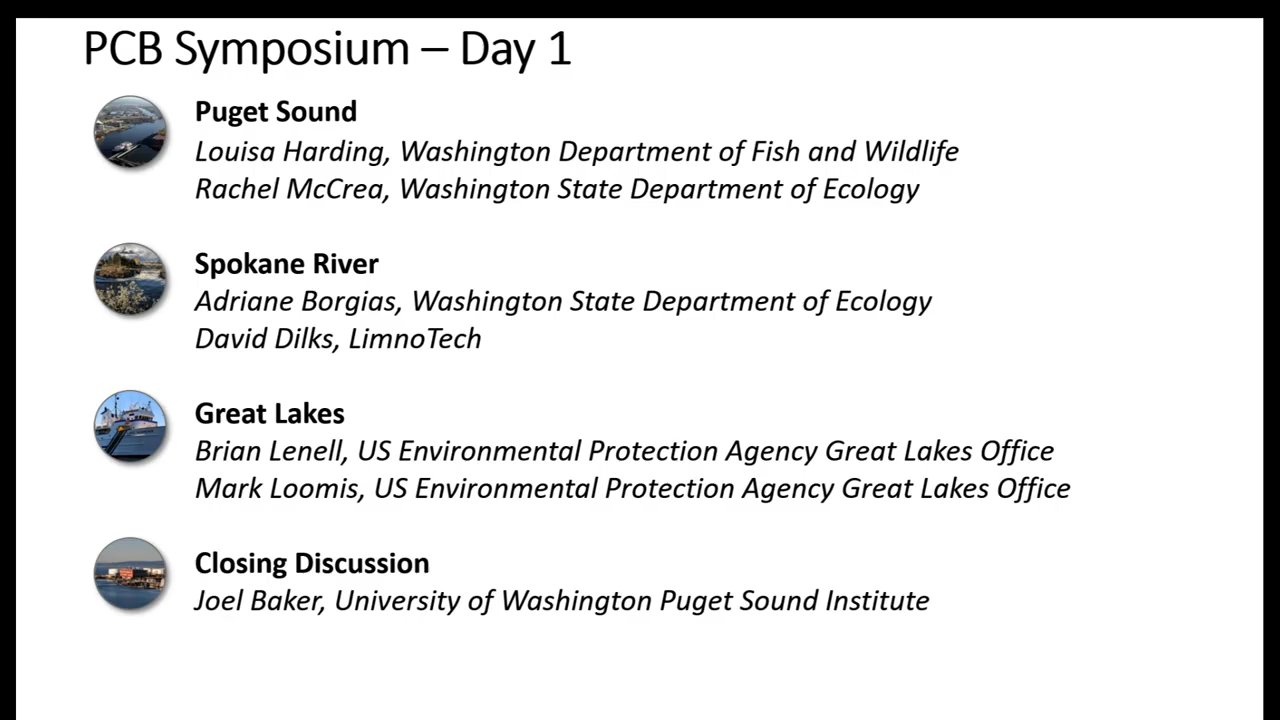 PCB Symposium – Day 1
Puget Sound
Louisa Harding, Washington Department of Fish and Wildlife
Rachel McCrea, Washington State Department of Ecology
Spokane River
Adriane Borgias, Washington State Department of Ecology
David Dilks, LimnoTech
Great Lakes
Brian Lenell, US Environmental Protection Agency Great Lakes Office
Mark Loomis, US Environmental Protection Agency Great Lakes Office
Closing Discussion
Joel Baker, University of Washington Puget Sound Institute